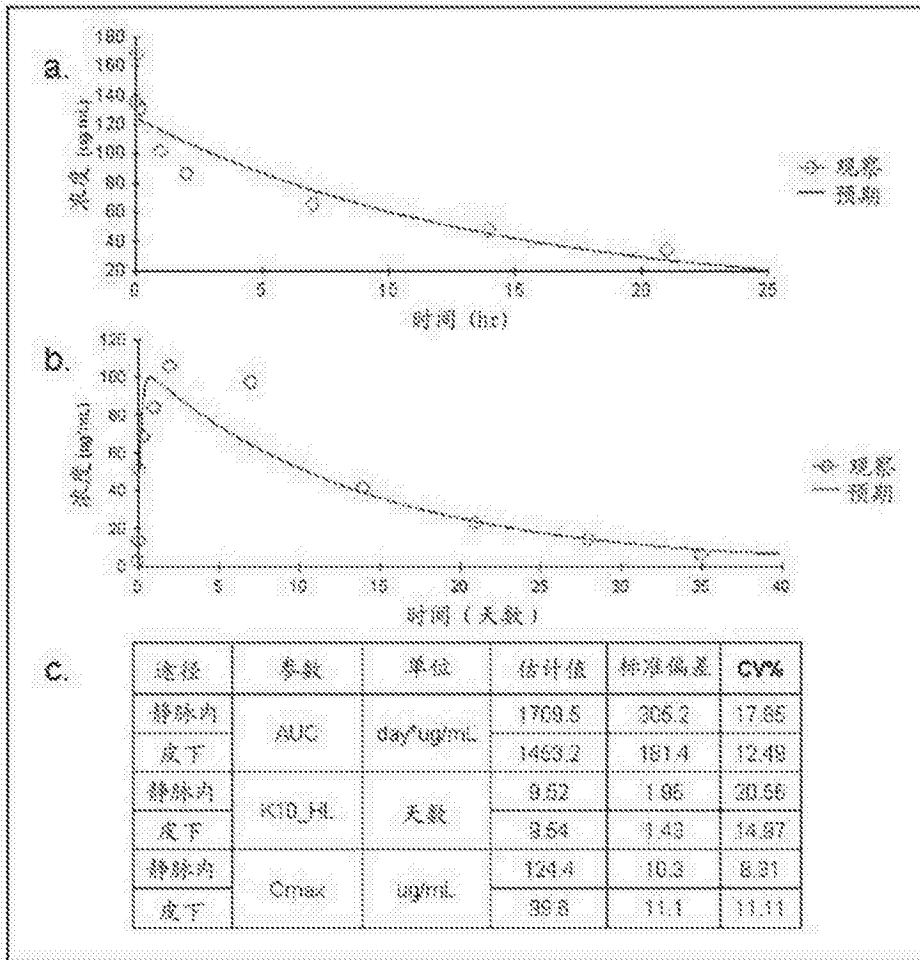 a.
180
160
140
120
100
80
60
40
20
浓度 (ug/mL)
0 5 10 15 20 25
时间 (hr)
观察
预期
b.
120
100
80
60
40
20
0
浓度 (ug/mL)
0 5 10 15 20 25 30 35 40
时间 (天数)
观察
预期
c.
途径 参数 单位 估计值 标准偏差 CV%
静脉内 AUC day*ug/mL 1709.5 305.2 17.85
皮下 1453.2 181.4 12.48
静脉内 K10_HL 天数 9.52 1.96 20.56
皮下 9.54 1.43 14.97
静脉内 Cmax ug/mL 124.4 10.3 8.31
皮下 99.8 11.1 11.11